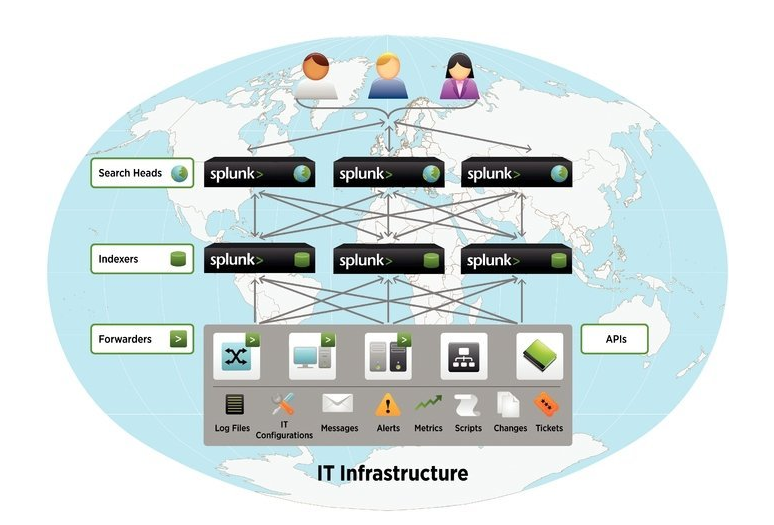 Search Heads
splunk>
splunk>
splunk>
Indexers
splunk>
splunk>
splunk>
Forwarders
>
>
>
>
APIs
Log Files
IT
Configurations
Messages
Alerts
Metrics
Scripts
Changes
Tickets
IT Infrastructure